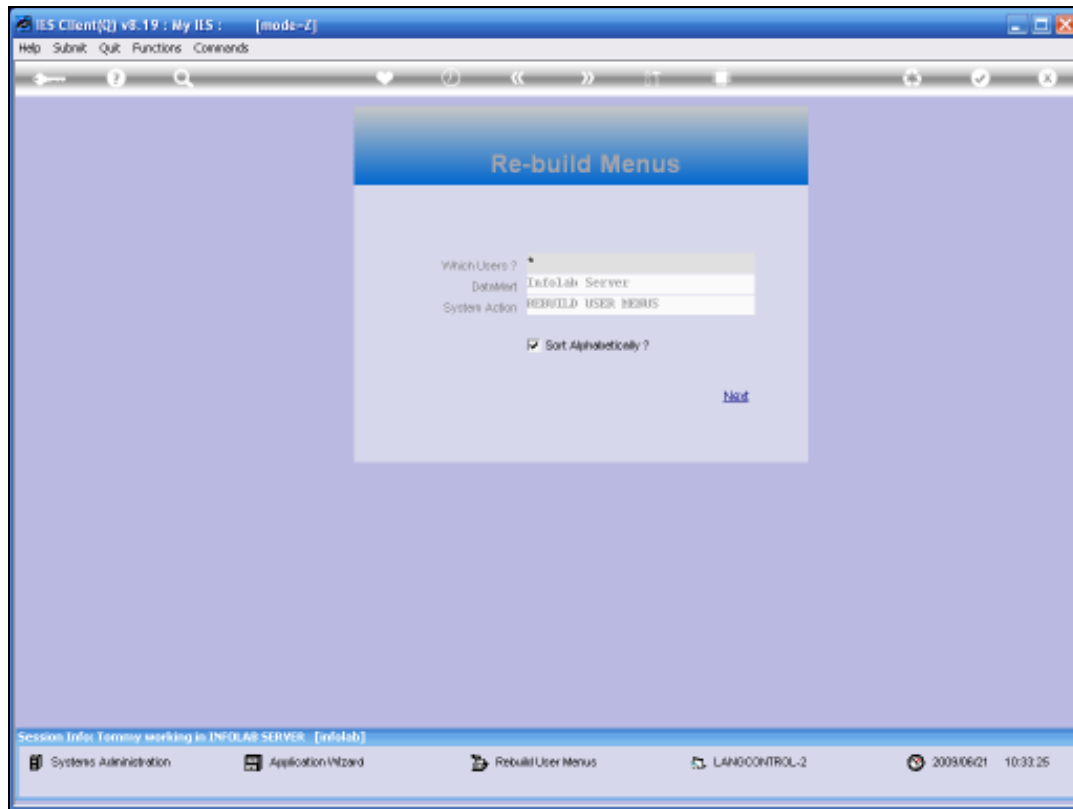 IES Client(Q) v8.19 : My IES : [mode=Z]
Help Submit Quit Functions Commands
Re-build Menus
Which Users ? *
DataMart Infolab Server
System Action REBUILD USER MENUS
Sort Alphabetically ?
Next
Session Info: Tommy working in INFOLAB SERVER [infolab]
Systems Administration Application Wizard Rebuild User Menus LANGCONTROL-2 2009/06/21 10:33:25